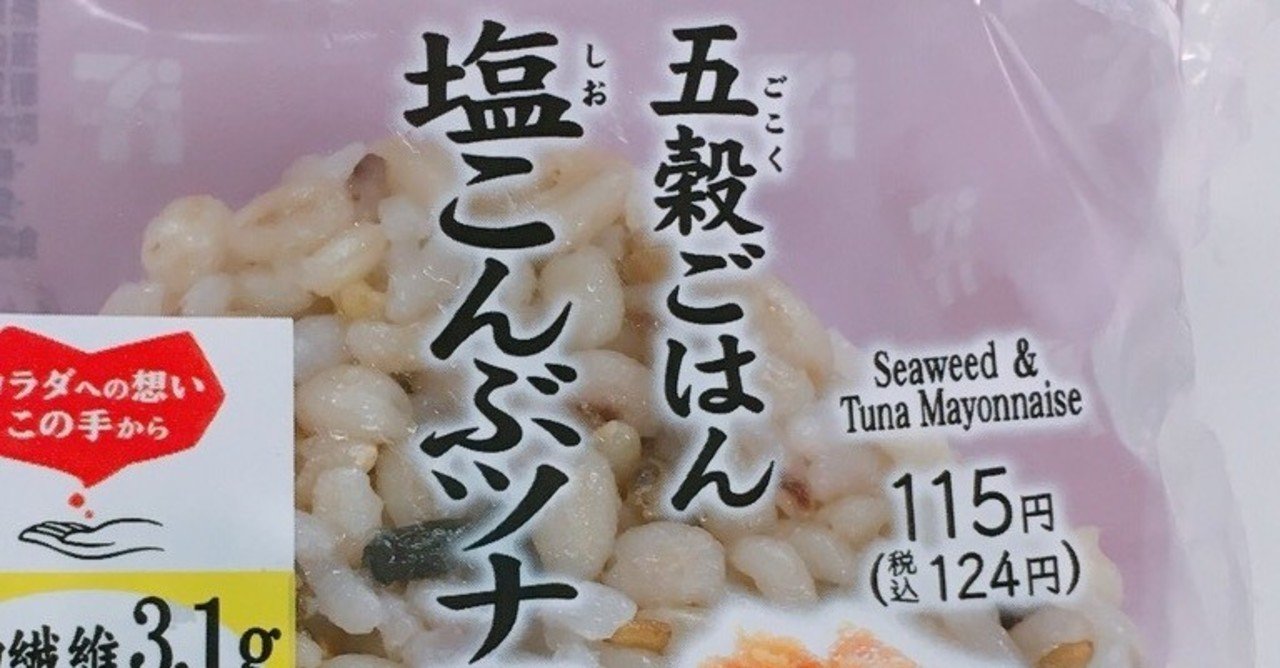 五穀ごはん
ごこく
塩こんぶツナ
しお
Seaweed &
Tuna Mayonnaise
115円
(税込124円)
カラダへの想い
この手から
繊維3.1g